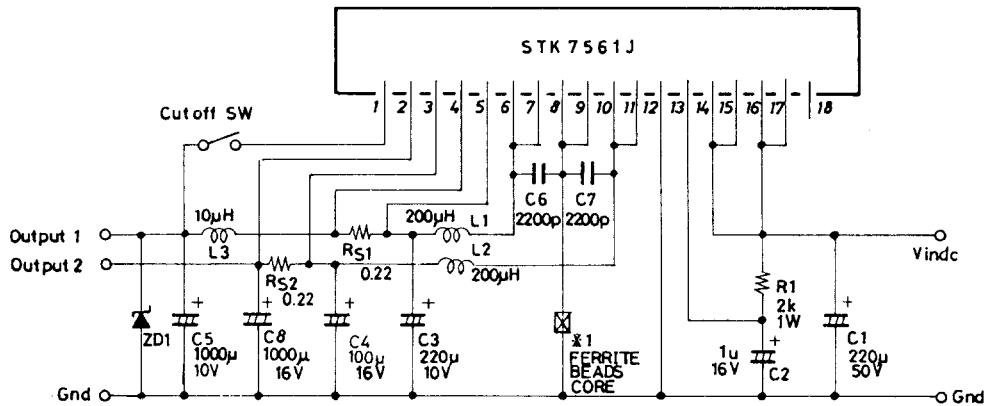 STK7561J
1 2 3 4 5 6 7 8 9 10 11 12 13 14 15 16 17 18
Cutoff SW
C6
2200p
C7
2200p
10µH
L3
200µH
L1
L2
200µH
Output 1
Output 2
RS1
0.22
RS2
0.22
Vindc
R1
2k
1W
ZD1
C5
1000µ
10V
C8
1000µ
16V
C4
100µ
16V
C3
220µ
10V
※1
FERRITE
BEADS
CORE
1u
16V
C2
C1
220µ
50V
Gnd
Gnd